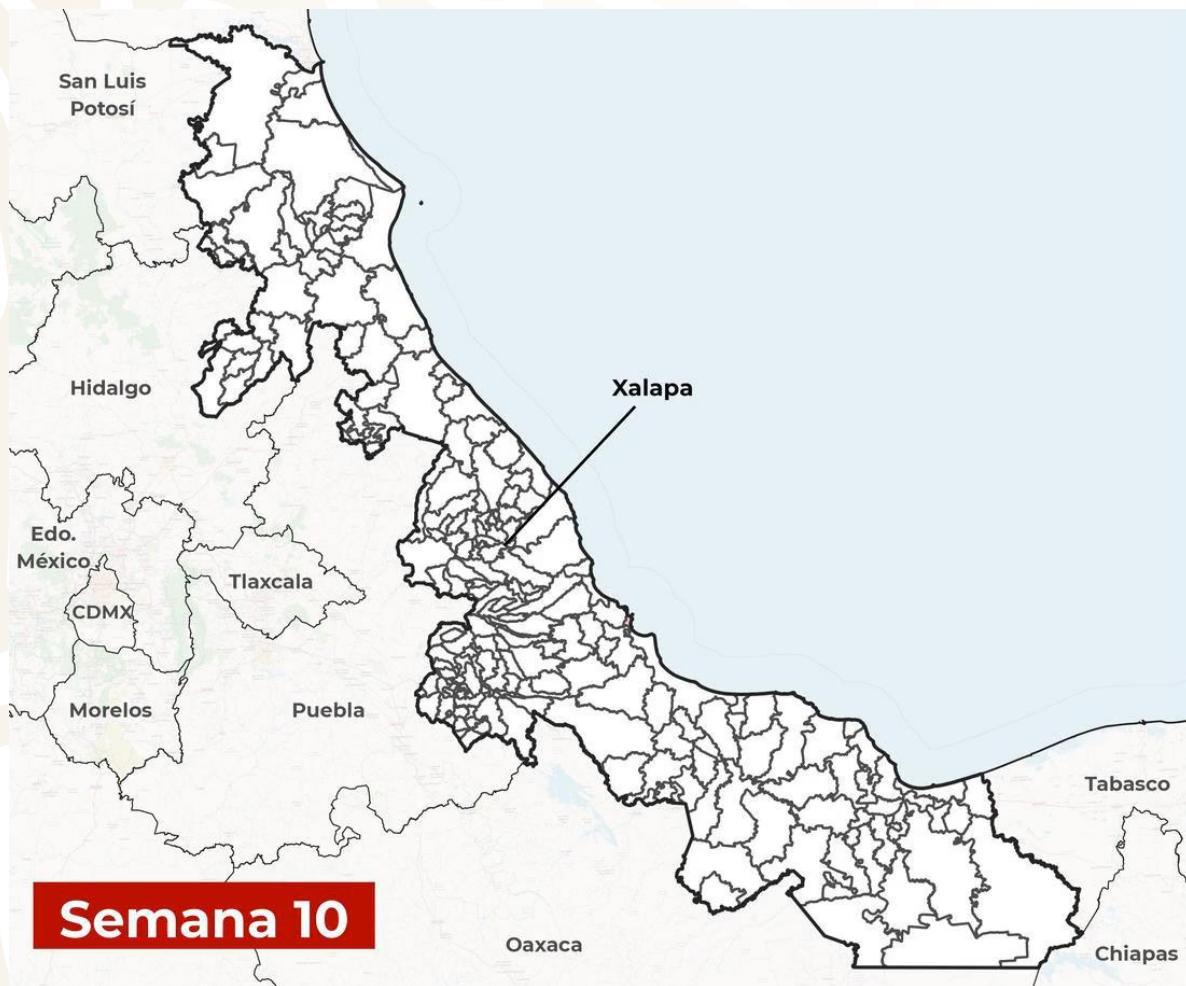 San Luis
Potosí
Hidalgo
Xalapa
Edo.
México
Tlaxcala
CDMX
Morelos
Puebla
Tabasco
Semana 10
Oaxaca
Chiapas